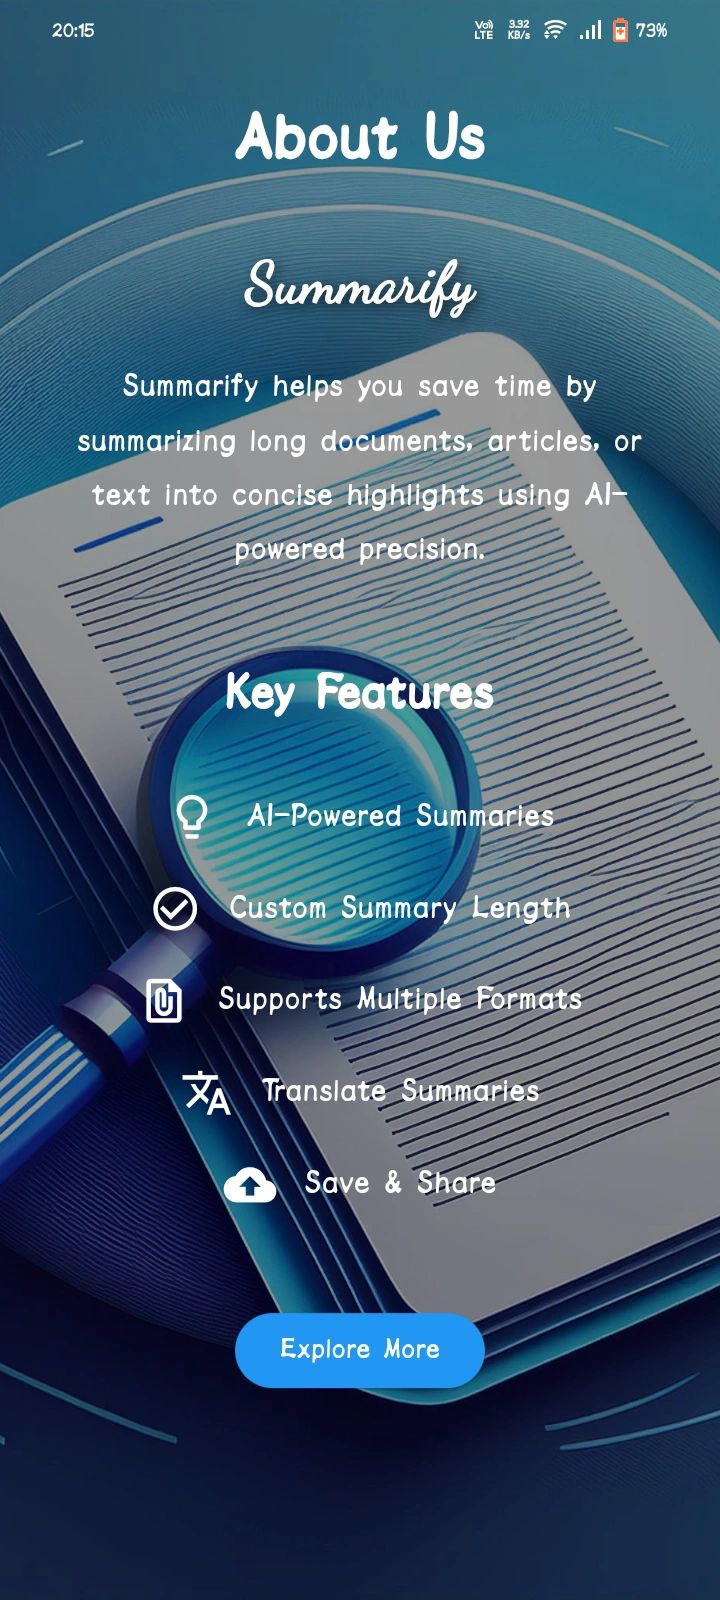 20:15
Vo)) LTE 3.32 KB/s 73%
About Us
Summarify
Summarify helps you save time by
summarizing long documents, articles, or
text into concise highlights using AI-
powered precision.
Key Features
AI-Powered Summaries
Custom Summary Length
Supports Multiple Formats
Translate Summaries
Save & Share
Explore More